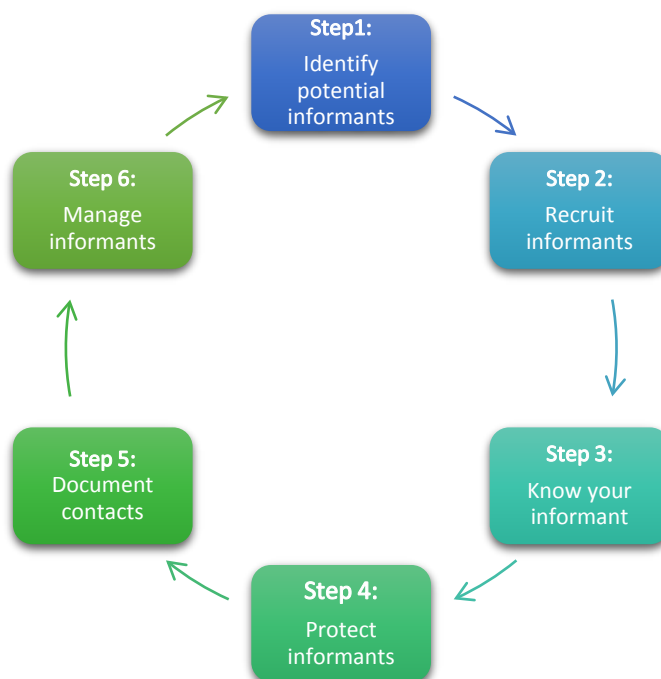 Step1:
Identify
potential
informants
Step 2:
Recruit
informants
Step 3:
Know your
informant
Step 4:
Protect
informants
Step 5:
Document
contacts
Step 6:
Manage
informants